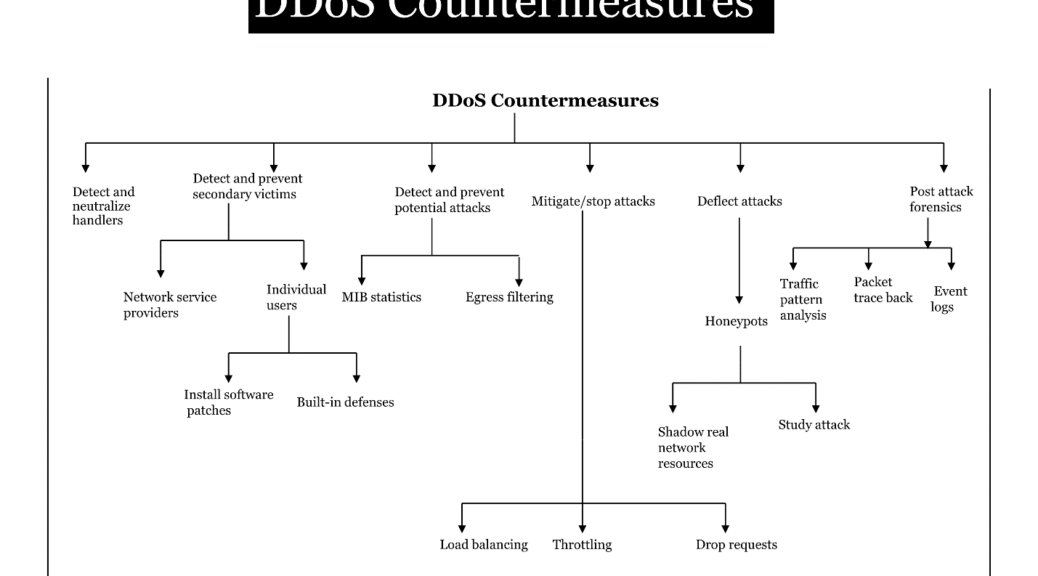 DDoS Countermeasures
DDoS Countermeasures
Detect and
neutralize
handlers
Detect and prevent
secondary victims
Detect and prevent
potential attacks
Mitigate/stop attacks
Deflect attacks
Post attack
forensics
Network service
providers
Individual
users
MIB statistics
Egress filtering
Honeypots
Traffic
pattern
analysis
Packet
trace back
Event
logs
Install software
patches
Built-in defenses
Shadow real
network
resources
Study attack
Load balancing
Throttling
Drop requests